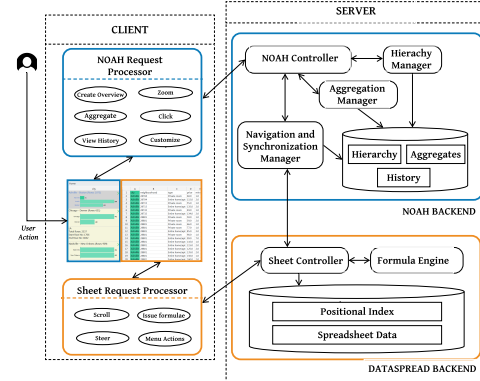 CLIENT
SERVER
NOAH Request
Processor
Create Overview
Zoom
Aggregate
Click
View History
Customize
NOAH Controller
Hierachy
Manager
Aggregation
Manager
Navigation and
Synchronization
Manager
Hierarchy
Aggregates
History
NOAH BACKEND
User
Action
Sheet Request Processor
Scroll
Issue formulae
Steer
Menu Actions
Sheet Controller
Formula Engine
Positional Index
Spreadsheet Data
DATASPREAD BACKEND